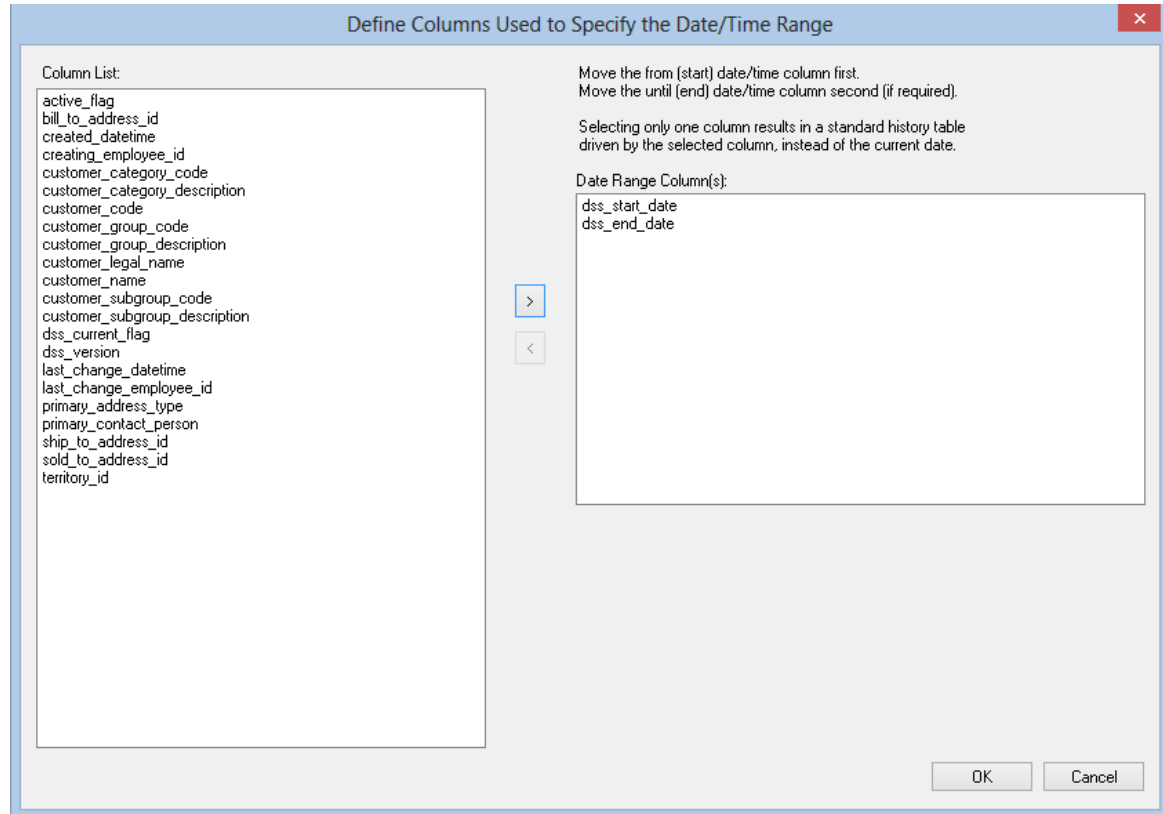 Define Columns Used to Specify the Date/Time Range
×
Column List:
active_flag
bill_to_address_id
created_datetime
creating_employee_id
customer_category_code
customer_category_description
customer_code
customer_group_code
customer_group_description
customer_legal_name
customer_name
customer_subgroup_code
customer_subgroup_description
dss_current_flag
dss_version
last_change_datetime
last_change_employee_id
primary_address_type
primary_contact_person
ship_to_address_id
sold_to_address_id
territory_id
>
<
Move the from (start) date/time column first.
Move the until (end) date/time column second (if required).
Selecting only one column results in a standard history table
driven by the selected column, instead of the current date.
Date Range Column(s):
dss_start_date
dss_end_date
OK
Cancel